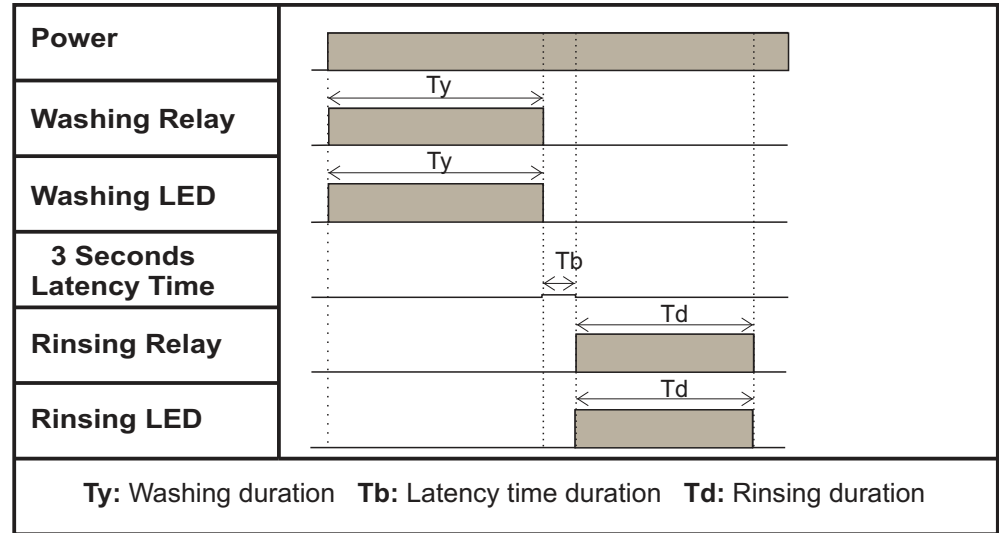 Power
Ty
Washing Relay
Ty
Washing LED
3 Seconds
Latency Time
Tb
Td
Rinsing Relay
Td
Rinsing LED
Ty: Washing duration Tb: Latency time duration Td: Rinsing duration